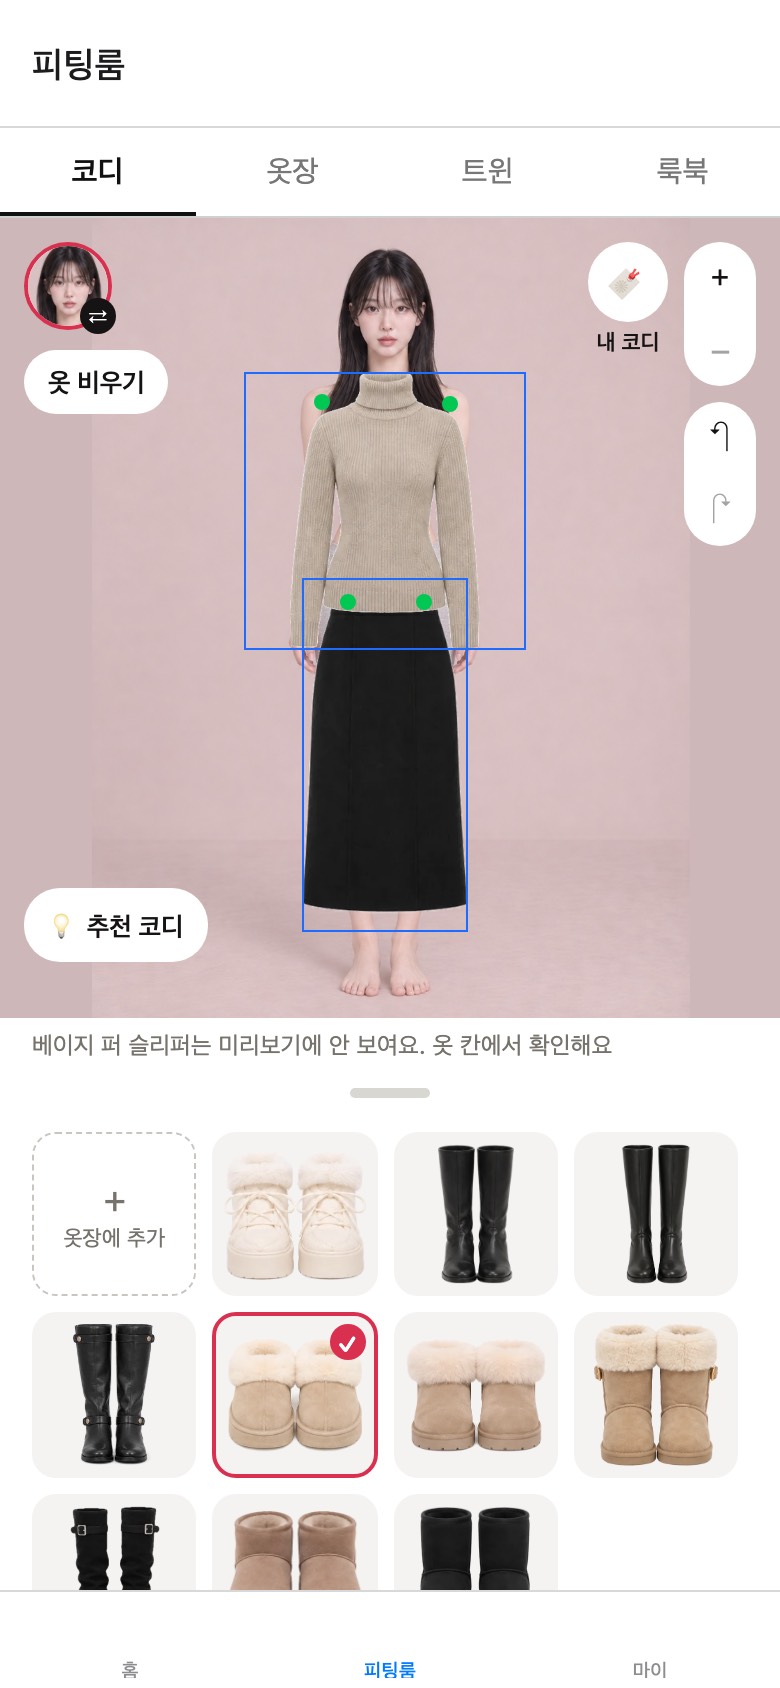 피팅룸
코디
옷장
트윈
룩북
+
내 코디
−
옷 비우기
추천 코디
베이지 퍼 슬리퍼는 미리보기에 안 보여요. 옷 칸에서 확인해요
+
옷장에 추가
홈
피팅룸
마이